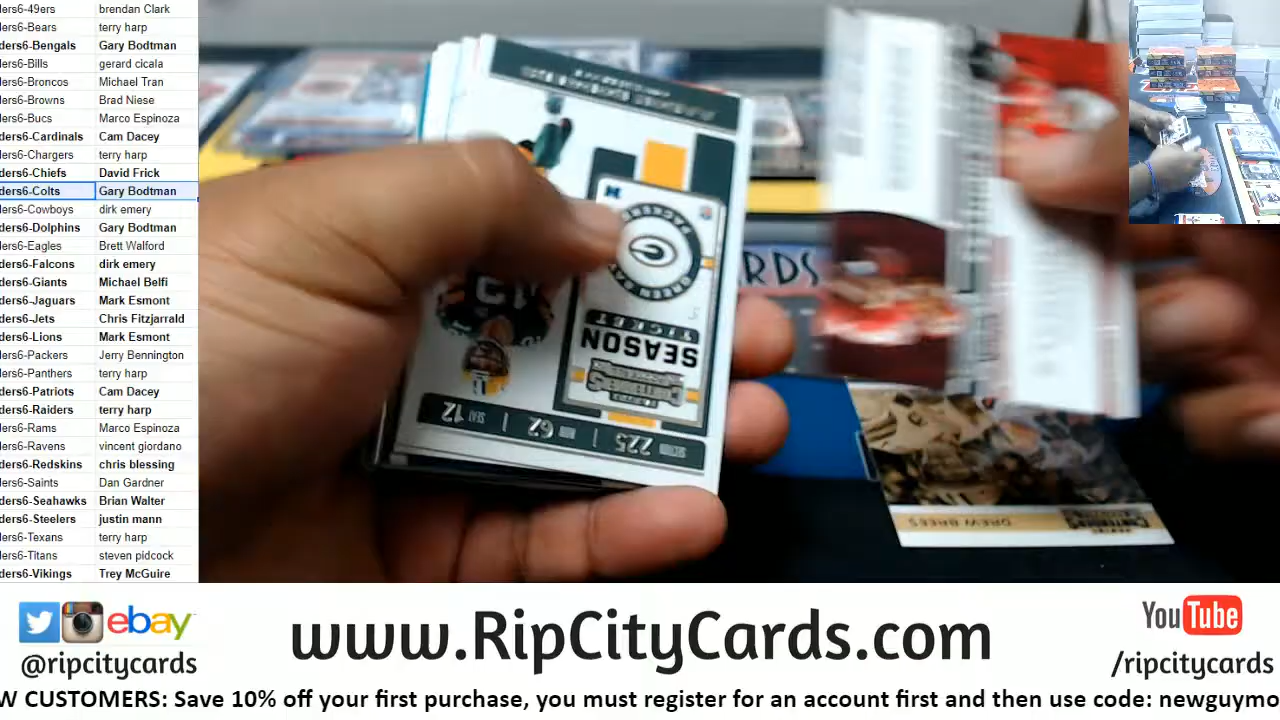 ders6-49ers brendan Clark
ders6-Bears terry harp
ders6-Bengals Gary Bodtman
ders6-Bills gerard cicala
ders6-Broncos Michael Tran
ders6-Browns Brad Niese
ders6-Bucs Marco Espinoza
ders6-Cardinals Cam Dacey
ders6-Chargers terry harp
ders6-Chiefs David Frick
ders6-Colts Gary Bodtman
ders6-Cowboys dirk emery
ders6-Dolphins Gary Bodtman
ders6-Eagles Brett Walford
ders6-Falcons dirk emery
ders6-Giants Michael Belfi
ders6-Jaguars Mark Esmont
ders6-Jets Chris Fitzjarrald
ders6-Lions Mark Esmont
ders6-Packers Jerry Bennington
ders6-Panthers terry harp
ders6-Patriots Cam Dacey
ders6-Raiders terry harp
ders6-Rams Marco Espinoza
ders6-Ravens vincent giordano
ders6-Redskins chris blessing
ders6-Saints Dan Gardner
ders6-Seahawks Brian Walter
ders6-Steelers justin mann
ders6-Texans terry harp
ders6-Titans steven pidcock
ders6-Vikings Trey McGuire
PACKERS
GREEN BAY
G
SEASON
TICKET
CONTENDERS
225 62 SEAT 12
ARDS
DREW BREES
CONTENDERS
ebay
@ripcitycards
www.RipCityCards.com
YouTube
/ripcitycards
W CUSTOMERS: Save 10% off your first purchase, you must register for an account first and then use code: newguymo